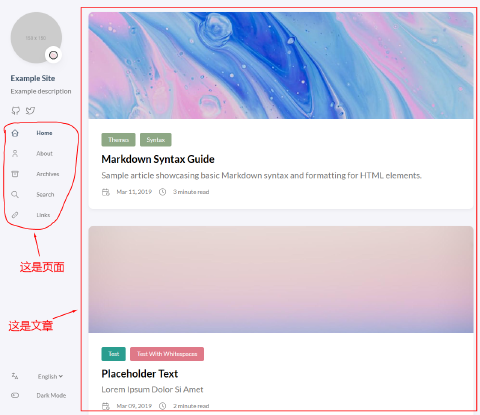 150 x 150
Example Site
Example description
Home
About
Archives
Search
Links
这是页面
这是文章
English
Dark Mode
Themes Syntax
Markdown Syntax Guide
Sample article showcasing basic Markdown syntax and formatting for HTML elements.
Mar 11, 2019 3 minute read
Text Text With Whitespaces
Placeholder Text
Lorem Ipsum Dolor Si Amet
Mar 09, 2019 2 minute read